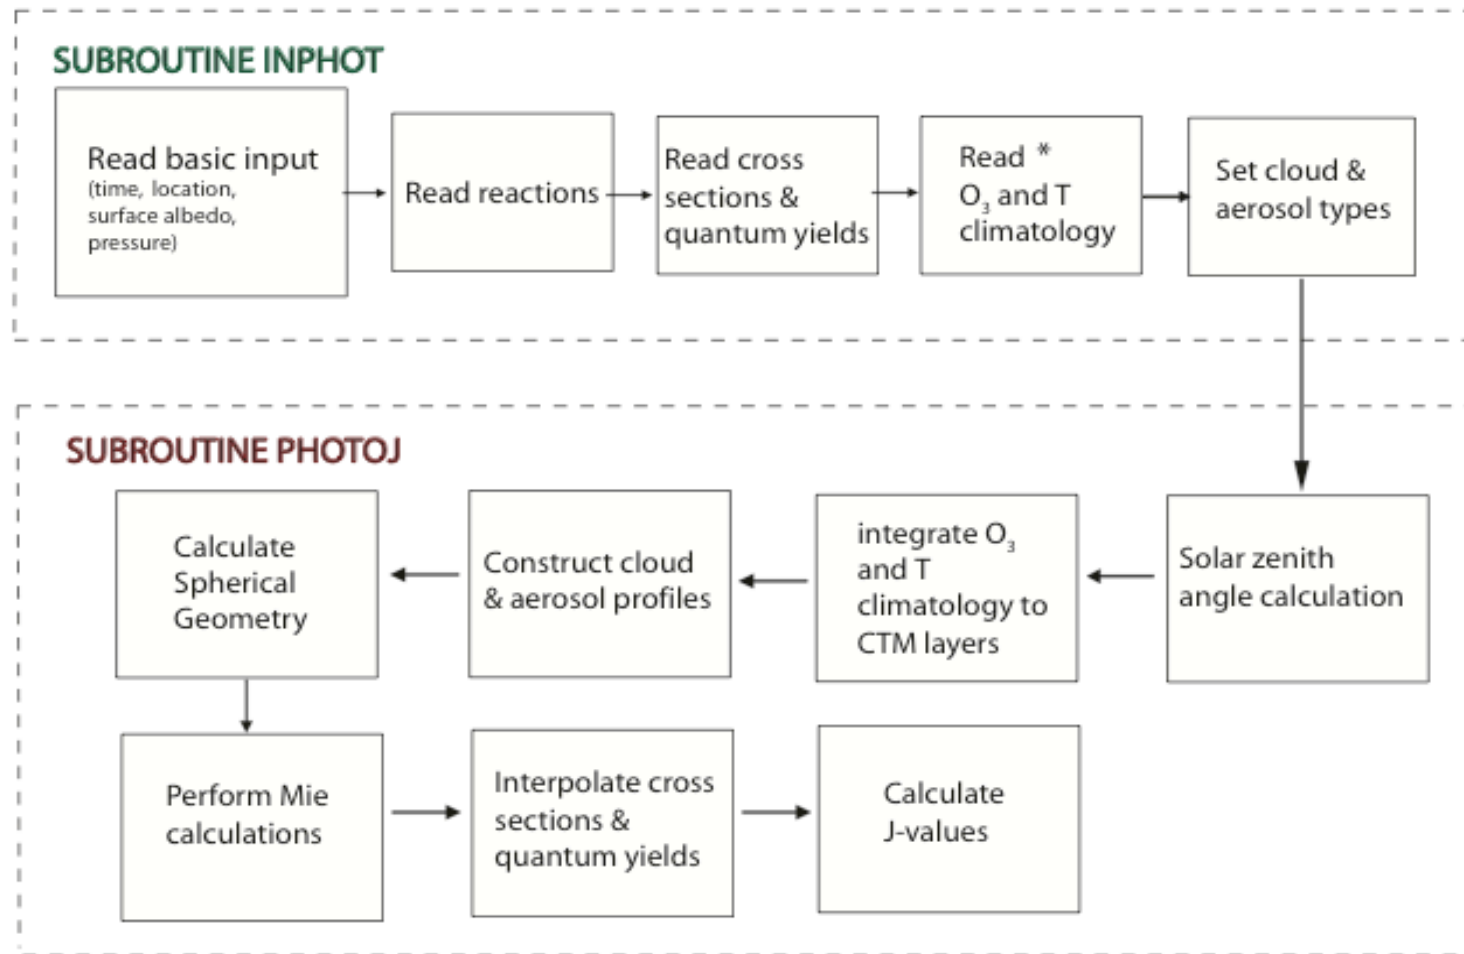 SUBROUTINE INPHOT
Read basic input
(time, location,
surface albedo,
pressure)
Read reactions
Read cross
sections &
quantum yields
Read *
O₃ and T
climatology
Set cloud &
aerosol types
SUBROUTINE PHOTOJ
Solar zenith
angle calculation
integrate O₃
and T
climatology to
CTM layers
Construct cloud
& aerosol profiles
Calculate
Spherical
Geometry
Perform Mie
calculations
Interpolate cross
sections &
quantum yields
Calculate
J-values